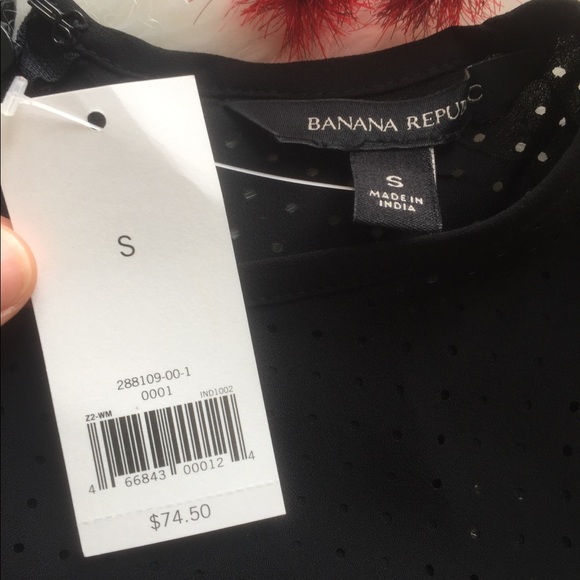 BANANA REPUBLIC
S
MADE IN
INDIA
S
288109-00-1
0001
Z2-WM
IND1002
4 66843 00012 4
$74.50